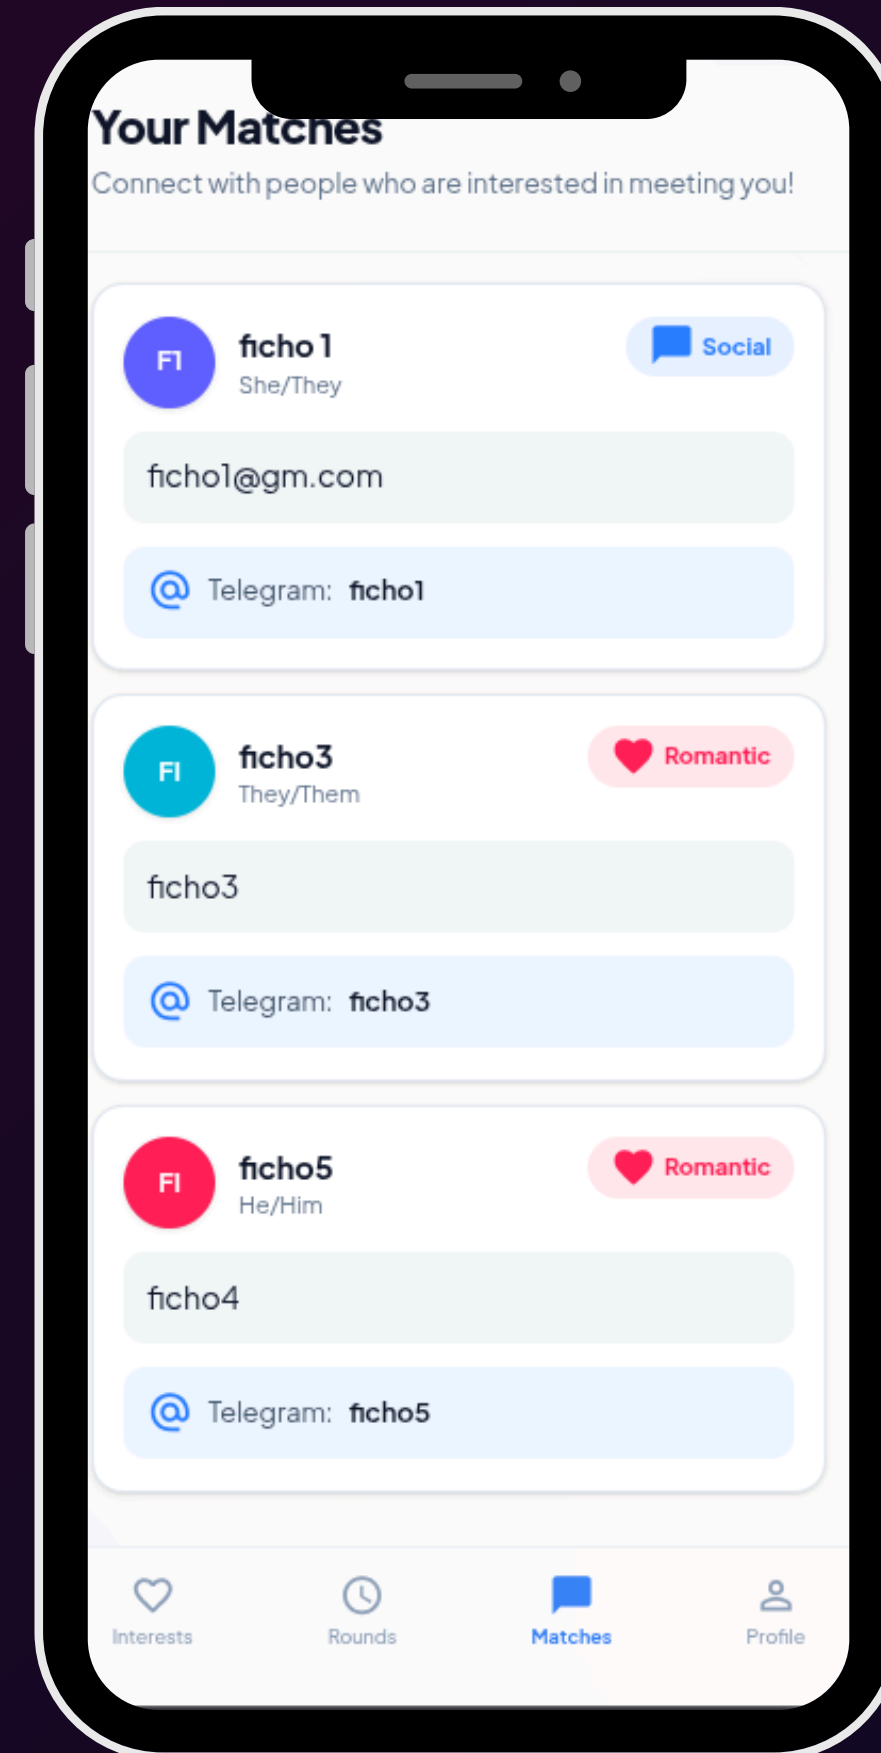 Your Matches
Connect with people who are interested in meeting you!
F1
ficho 1
She/They
Social
ficho1@gm.com
Telegram: ficho1
FI
ficho3
They/Them
Romantic
ficho3
Telegram: ficho3
FI
ficho5
He/Him
Romantic
ficho4
Telegram: ficho5
Interests
Rounds
Matches
Profile